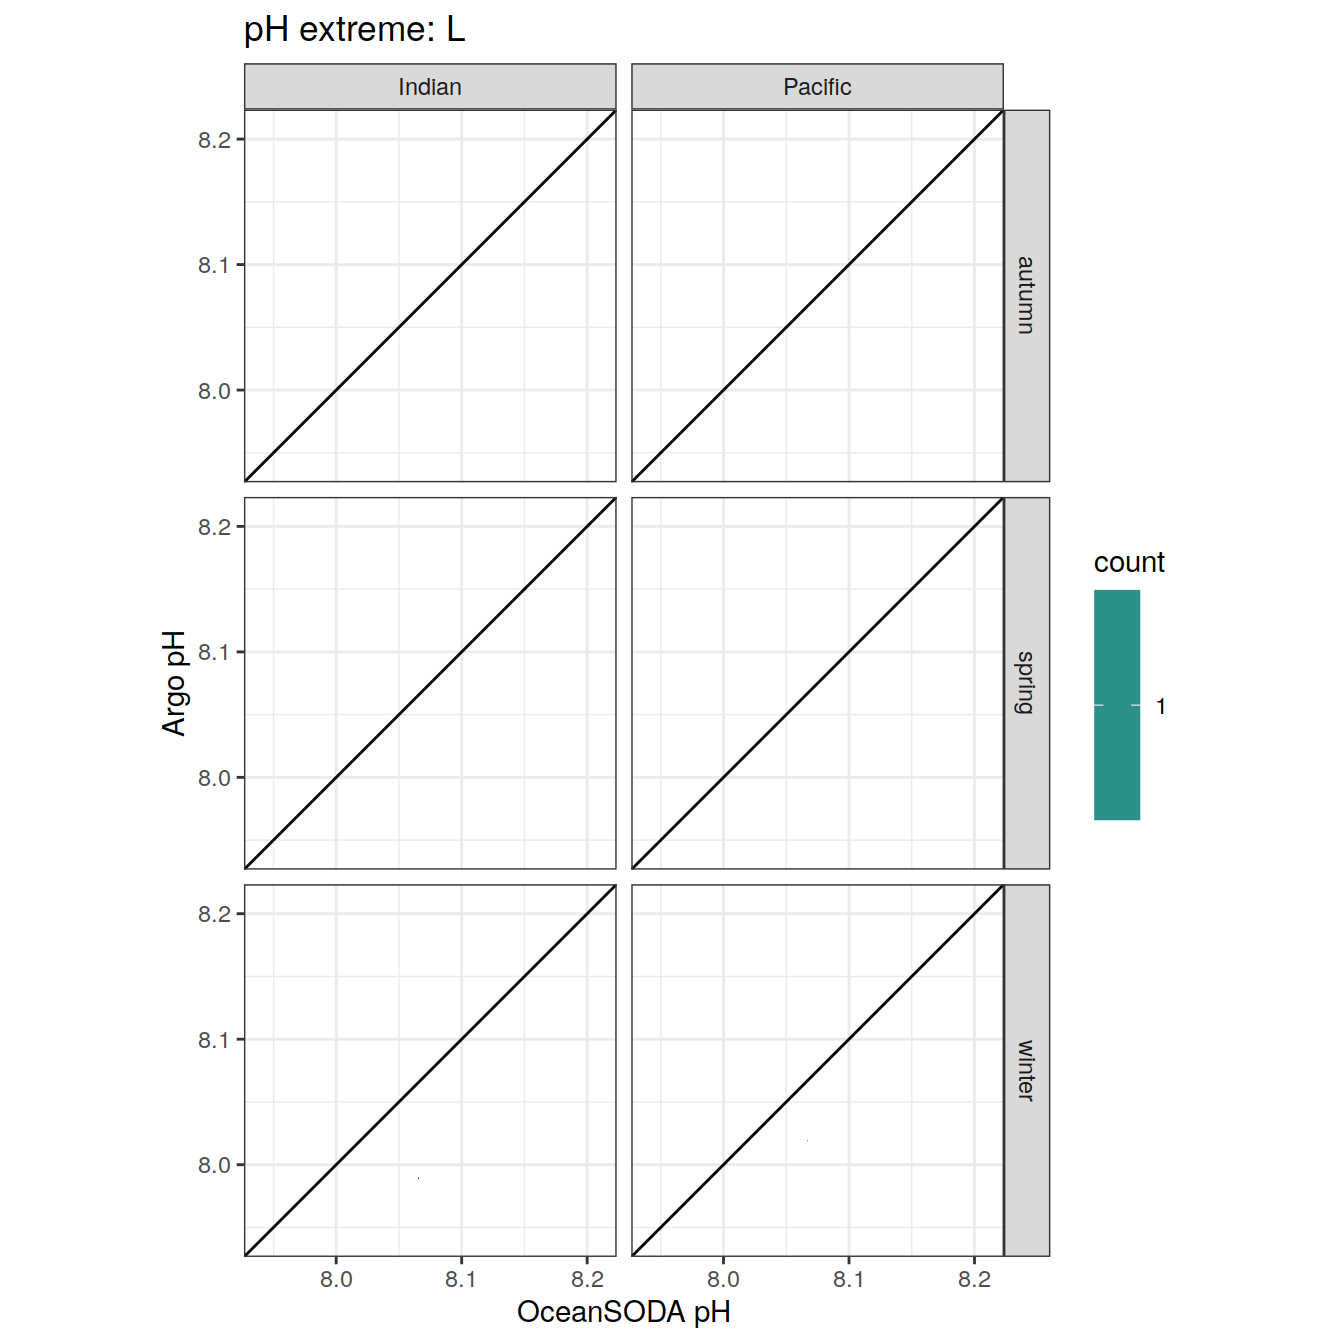 pH extreme: L
Indian
Pacific
8.2
8.1
8.0
autumn
8.2
8.1
8.0
spring
Argo pH
count
1
8.2
8.1
8.0
winter
8.0
8.1
8.2
8.0
8.1
8.2
OceanSODA pH